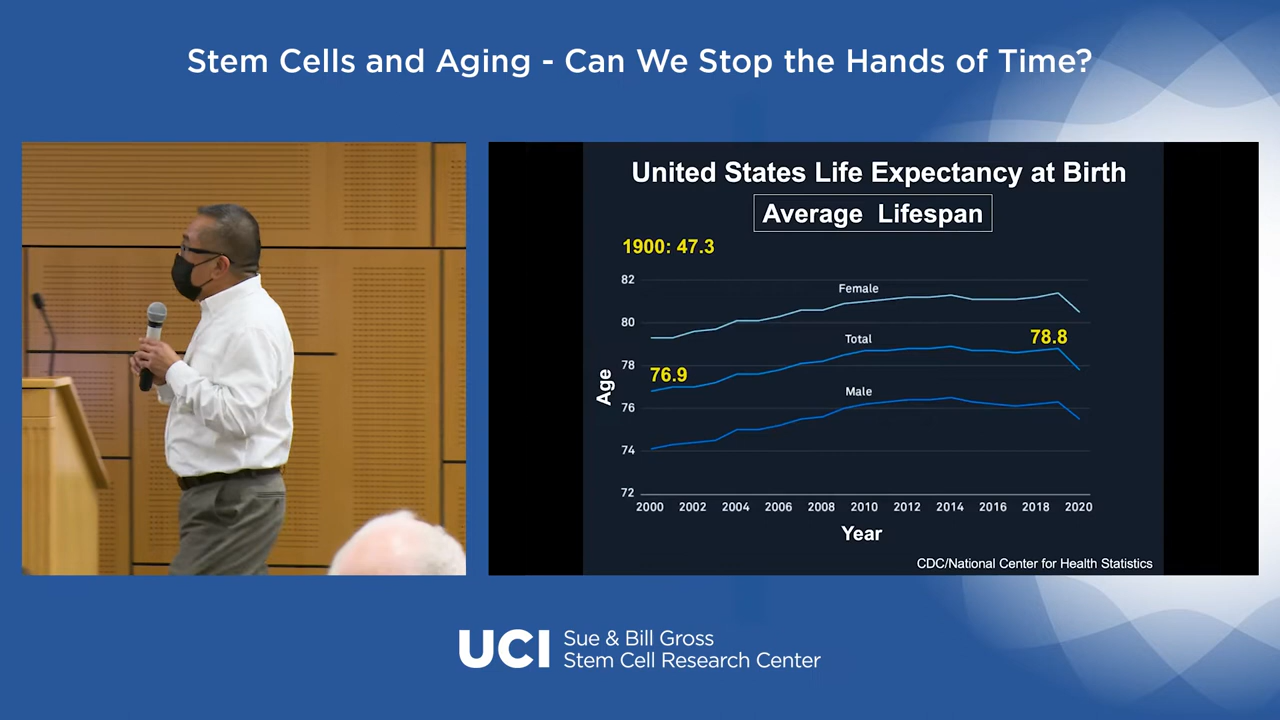 Stem Cells and Aging - Can We Stop the Hands of Time?
United States Life Expectancy at Birth
Average Lifespan
1900: 47.3
82
Female
80
Total
78.8
78
76.9
Age
Male
76
74
72
2000 2002 2004 2006 2008 2010 2012 2014 2016 2018 2020
Year
CDC/National Center for Health Statistics
UCI
Sue & Bill Gross
Stem Cell Research Center